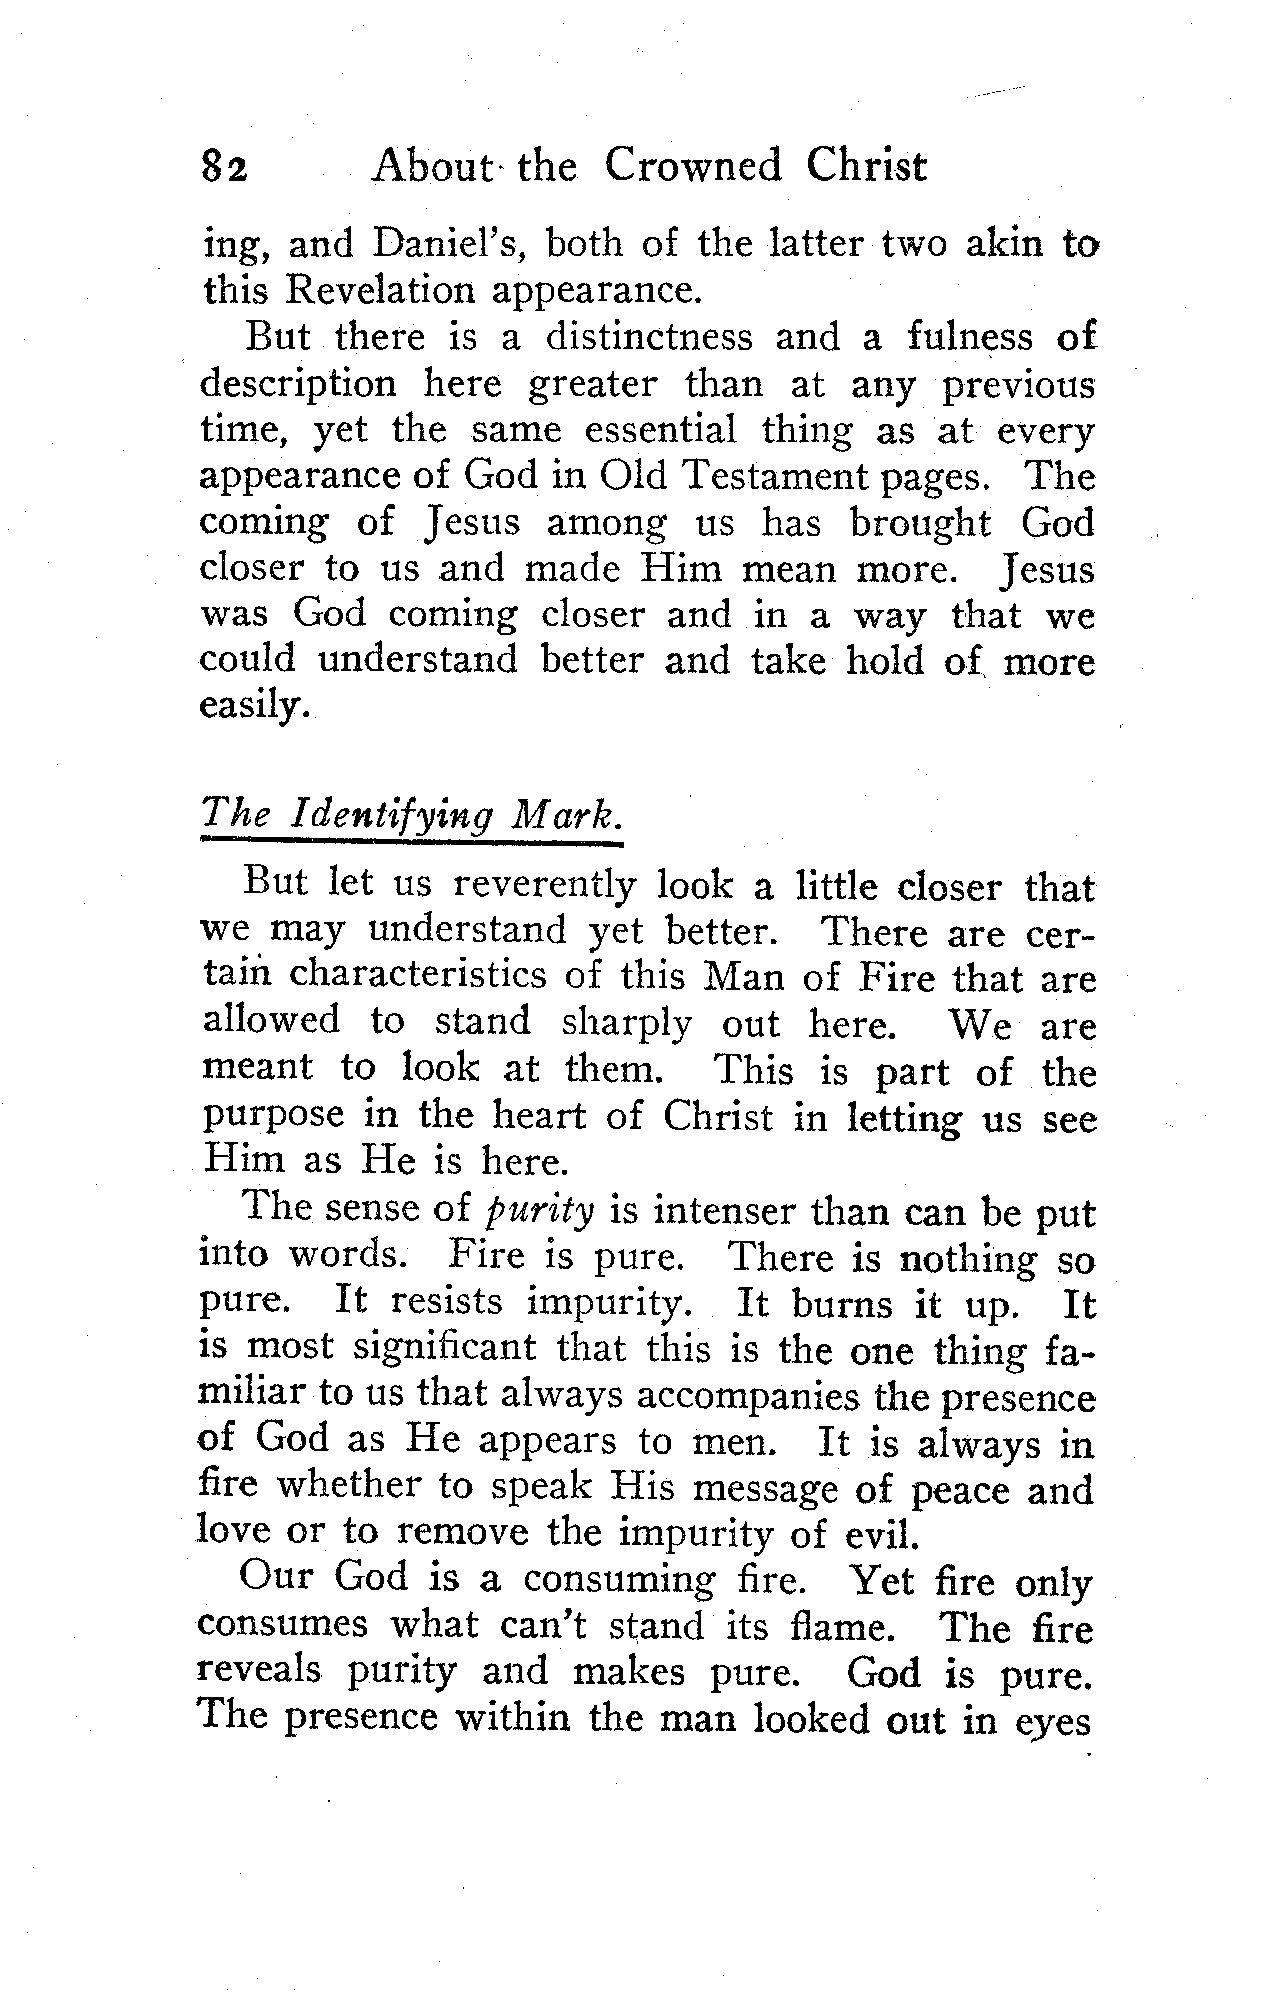 82 About the Crowned Christ
ing, and Daniel's, both of the latter two akin to
this Revelation appearance.
But there is a distinctness and a fulness of
description here greater than at any previous
time, yet the same essential thing as at every
appearance of God in Old Testament pages. The
coming of Jesus among us has brought God
closer to us and made Him mean more. Jesus
was God coming closer and in a way that we
could understand better and take hold of more
easily.
The Identifying Mark.
But let us reverently look a little closer that
we may understand yet better. There are cer-
tain characteristics of this Man of Fire that are
allowed to stand sharply out here. We are
meant to look at them. This is part of the
purpose in the heart of Christ in letting us see
Him as He is here.
The sense of purity is intenser than can be put
into words. Fire is pure. There is nothing so
pure. It resists impurity. It burns it up. It
is most significant that this is the one thing fa-
miliar to us that always accompanies the presence
of God as He appears to men. It is always in
fire whether to speak His message of peace and
love or to remove the impurity of evil.
Our God is a consuming fire. Yet fire only
consumes what can't stand its flame. The fire
reveals purity and makes pure. God is pure.
The presence within the man looked out in eyes